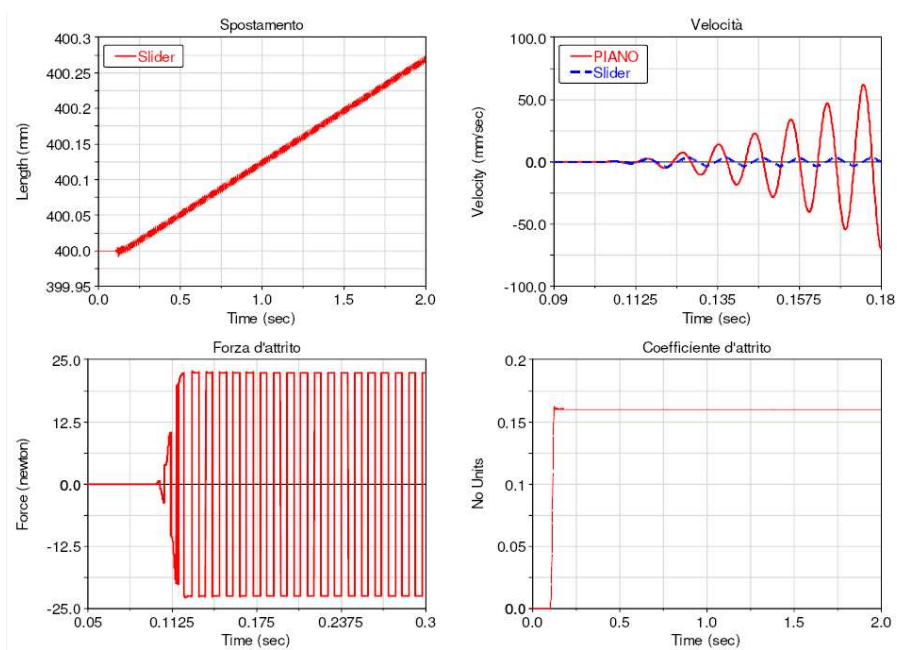 Spostamento
400.3
400.25
400.2
400.15
400.1
400.05
400.0
399.95
Length (mm)
Slider
0.0 0.5 1.0 1.5 2.0
Time (sec)
Velocità
100.0
50.0
0.0
-50.0
-100.0
Velocity (mm/sec)
PIANO
Slider
0.09 0.1125 0.135 0.1575 0.18
Time (sec)
Forza d'attrito
25.0
12.5
0.0
-12.5
-25.0
Force (newton)
0.05 0.1125 0.175 0.2375 0.3
Time (sec)
Coefficiente d'attrito
0.2
0.15
0.1
0.05
0.0
No Units
0.0 0.5 1.0 1.5 2.0
Time (sec)